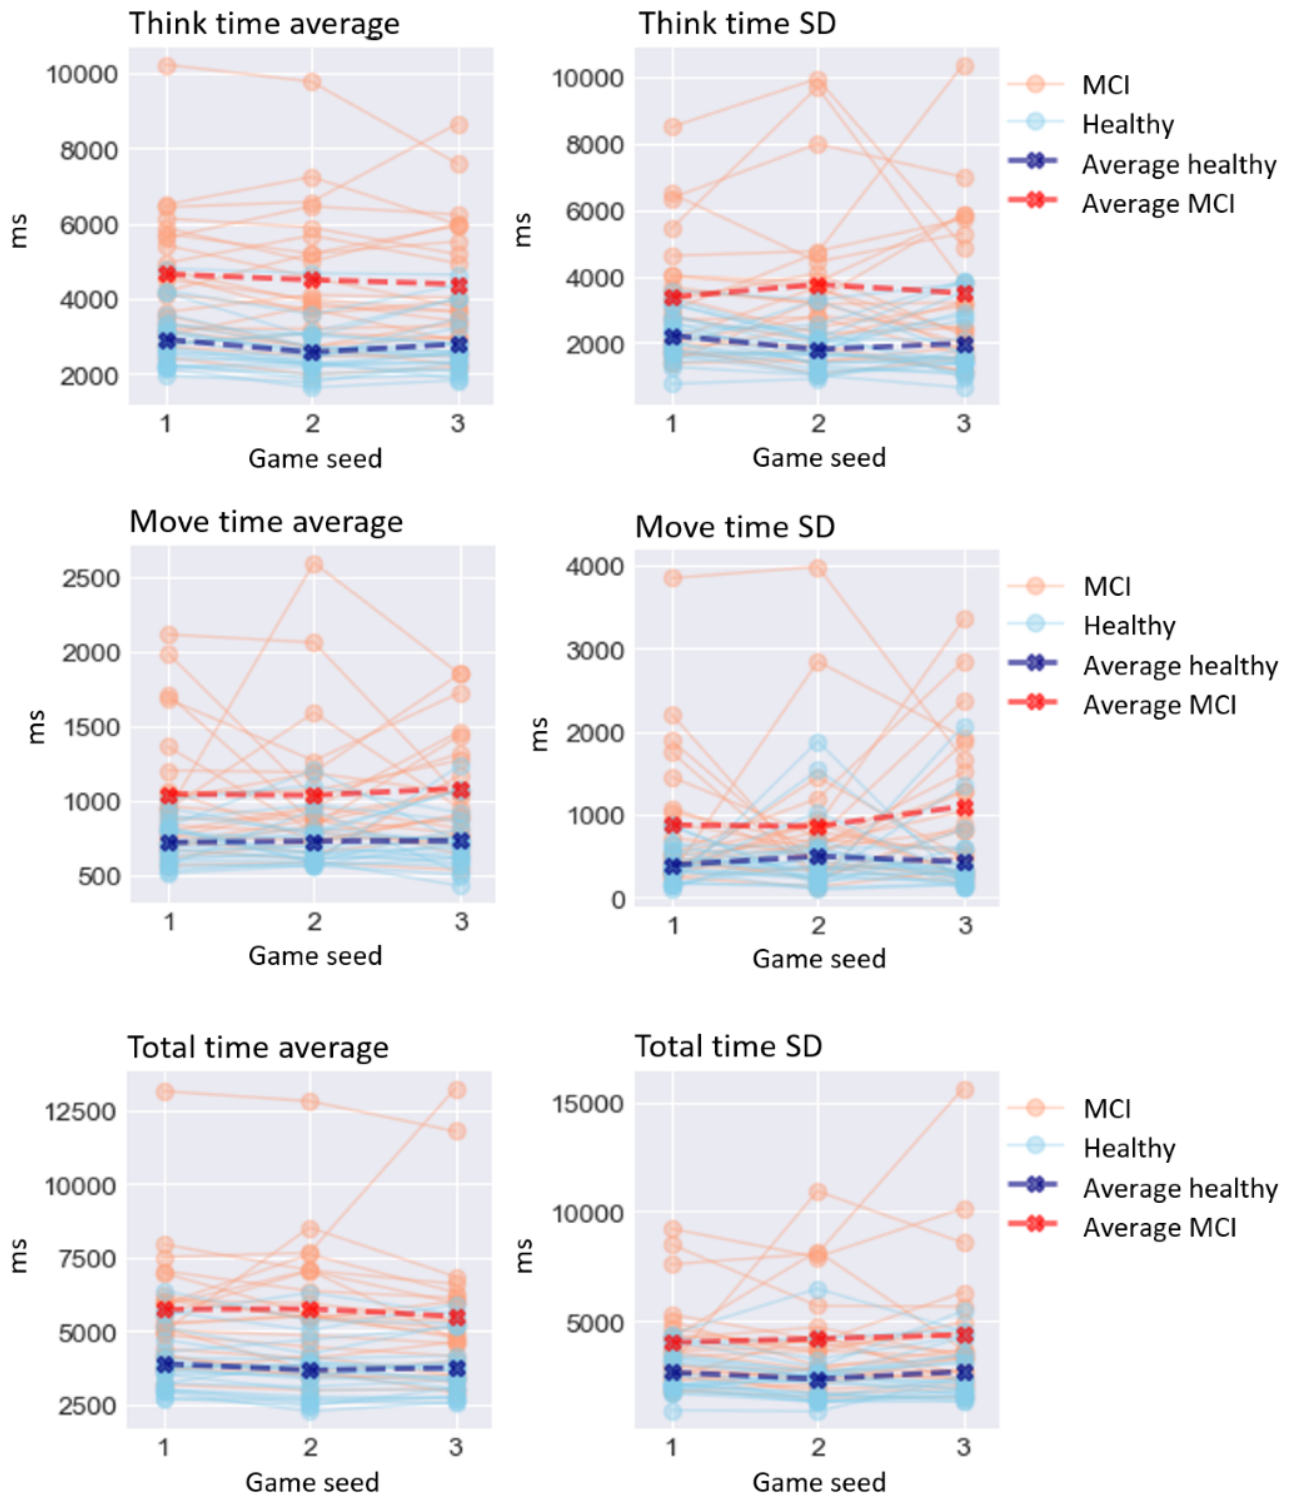 Think time average
Think time SD
10000
8000
6000
4000
2000
ms
1 2 3
Game seed
10000
8000
6000
4000
2000
ms
1 2 3
Game seed
MCI
Healthy
Average healthy
Average MCI
Move time average
Move time SD
2500
2000
1500
1000
500
ms
1 2 3
Game seed
4000
3000
2000
1000
0
ms
1 2 3
Game seed
MCI
Healthy
Average healthy
Average MCI
Total time average
Total time SD
12500
10000
7500
5000
2500
ms
1 2 3
Game seed
15000
10000
5000
ms
1 2 3
Game seed
MCI
Healthy
Average healthy
Average MCI